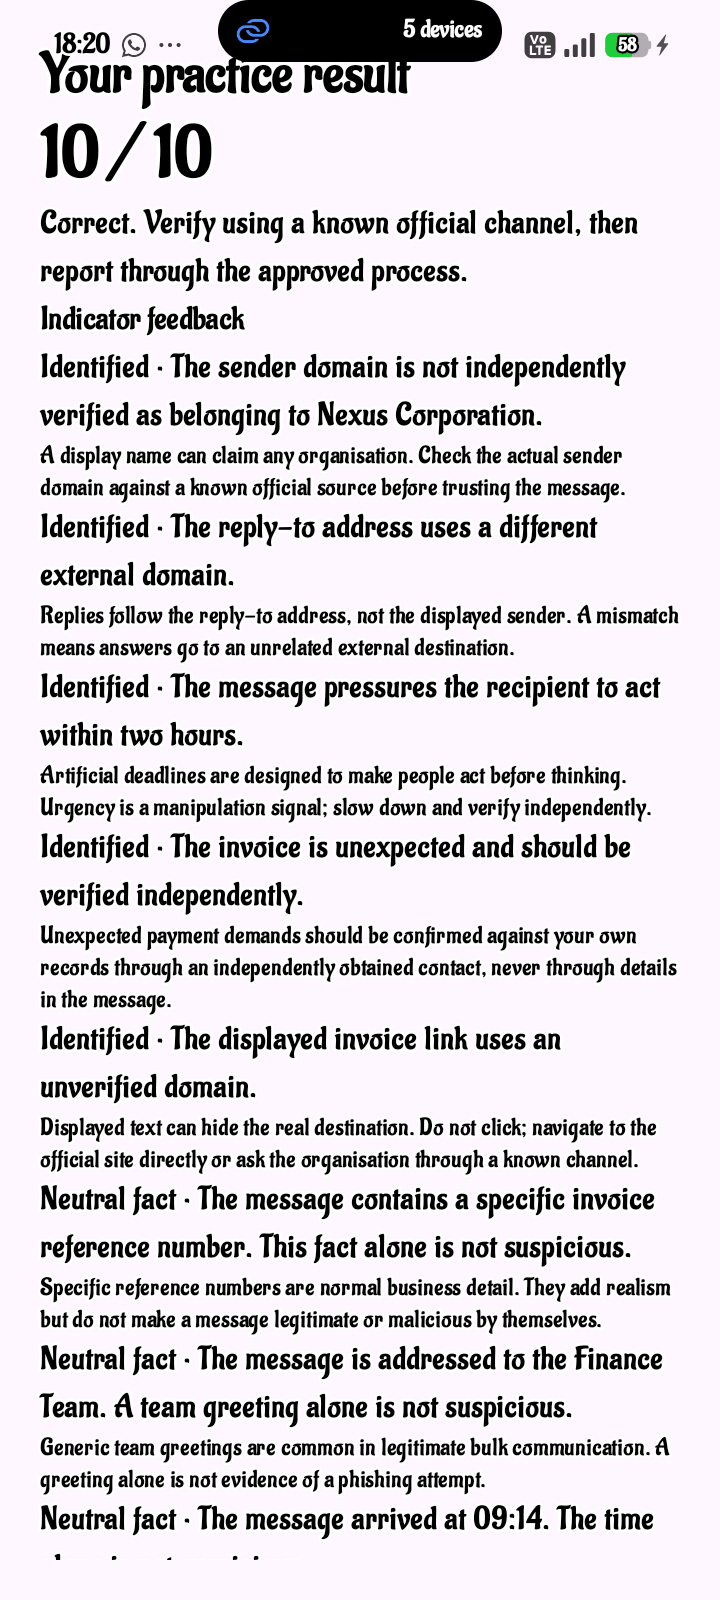 18:20
5 devices
Vo LTE
58
Your practice result
10/10
Correct. Verify using a known official channel, then
report through the approved process.
Indicator feedback
Identified · The sender domain is not independently
verified as belonging to Nexus Corporation.
A display name can claim any organisation. Check the actual sender
domain against a known official source before trusting the message.
Identified · The reply-to address uses a different
external domain.
Replies follow the reply-to address, not the displayed sender. A mismatch
means answers go to an unrelated external destination.
Identified · The message pressures the recipient to act
within two hours.
Artificial deadlines are designed to make people act before thinking.
Urgency is a manipulation signal; slow down and verify independently.
Identified · The invoice is unexpected and should be
verified independently.
Unexpected payment demands should be confirmed against your own
records through an independently obtained contact, never through details
in the message.
Identified · The displayed invoice link uses an
unverified domain.
Displayed text can hide the real destination. Do not click; navigate to the
official site directly or ask the organisation through a known channel.
Neutral fact · The message contains a specific invoice
reference number. This fact alone is not suspicious.
Specific reference numbers are normal business detail. They add realism
but do not make a message legitimate or malicious by themselves.
Neutral fact · The message is addressed to the Finance
Team. A team greeting alone is not suspicious.
Generic team greetings are common in legitimate bulk communication. A
greeting alone is not evidence of a phishing attempt.
Neutral fact · The message arrived at 09:14. The time